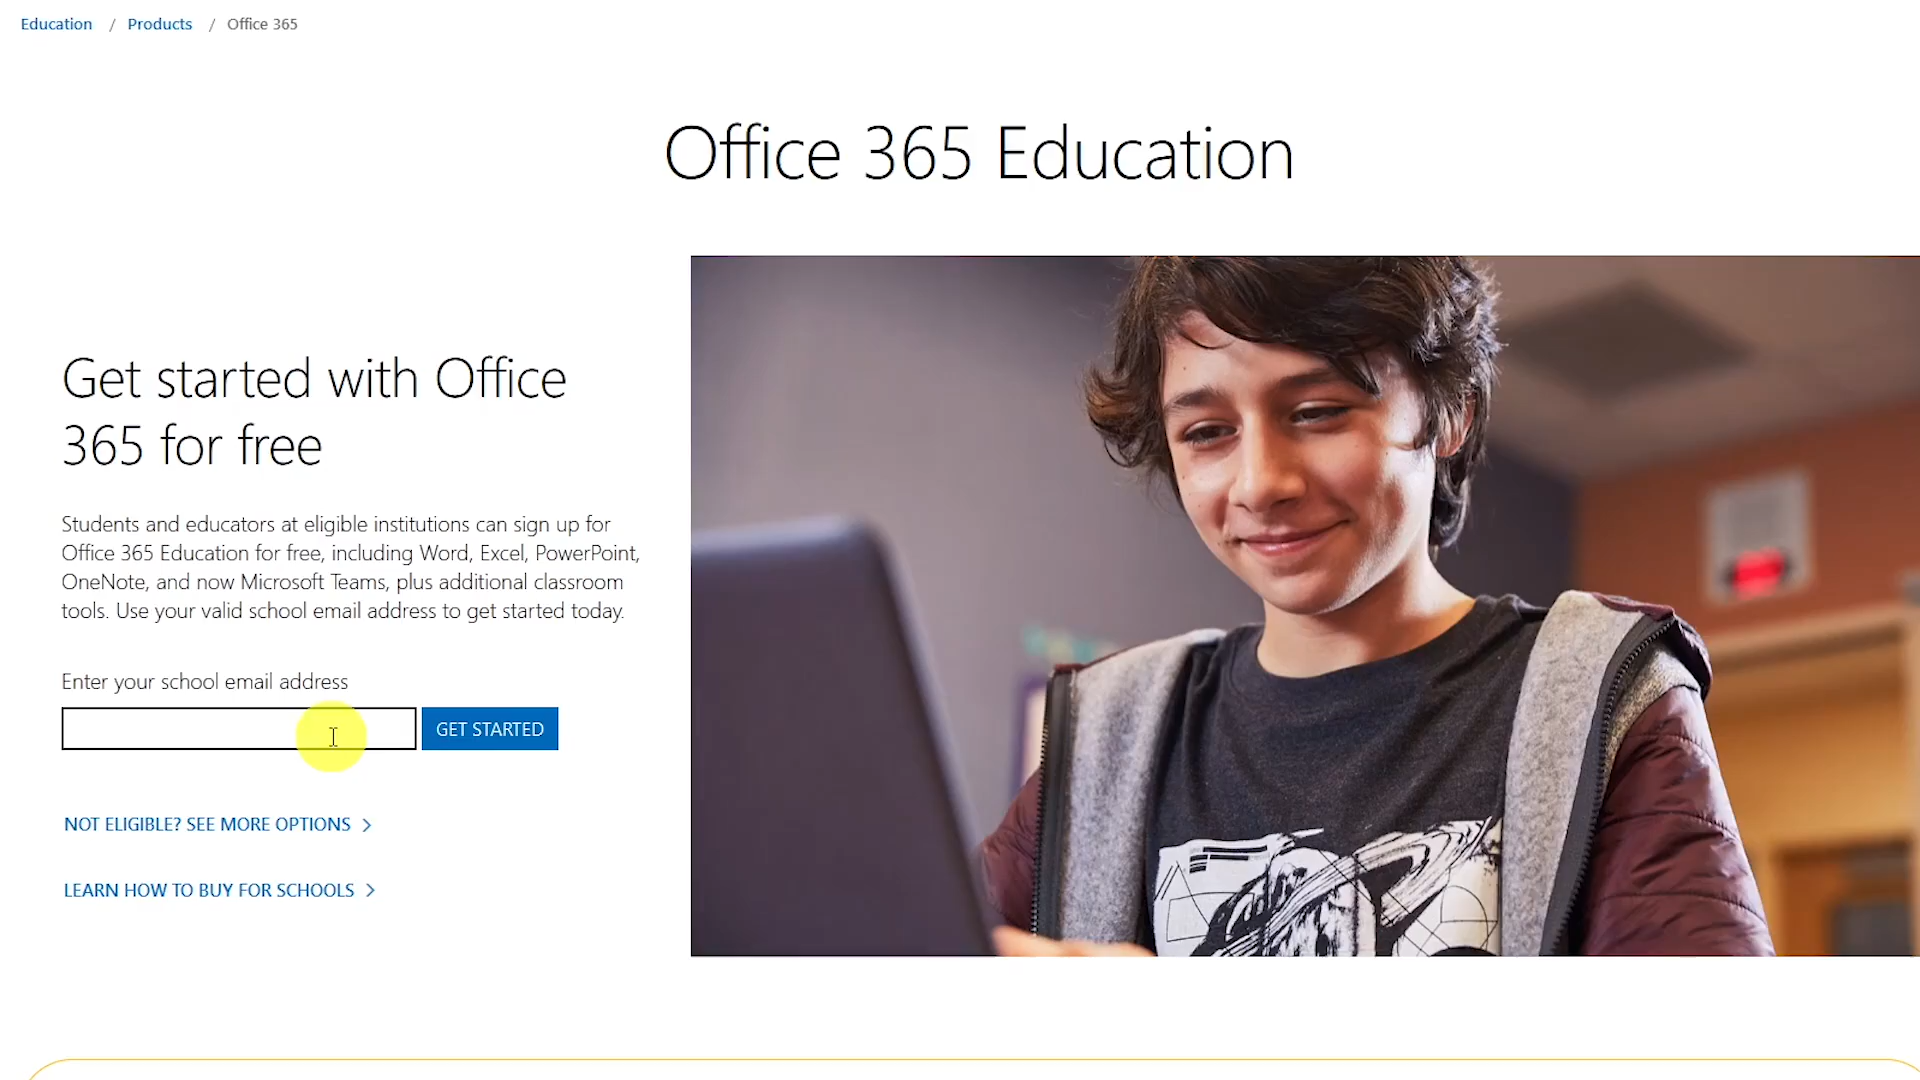 Education / Products / Office 365
Office 365 Education
Get started with Office
365 for free
Students and educators at eligible institutions can sign up for
Office 365 Education for free, including Word, Excel, PowerPoint,
OneNote, and now Microsoft Teams, plus additional classroom
tools. Use your valid school email address to get started today.
Enter your school email address
GET STARTED
NOT ELIGIBLE? SEE MORE OPTIONS
LEARN HOW TO BUY FOR SCHOOLS